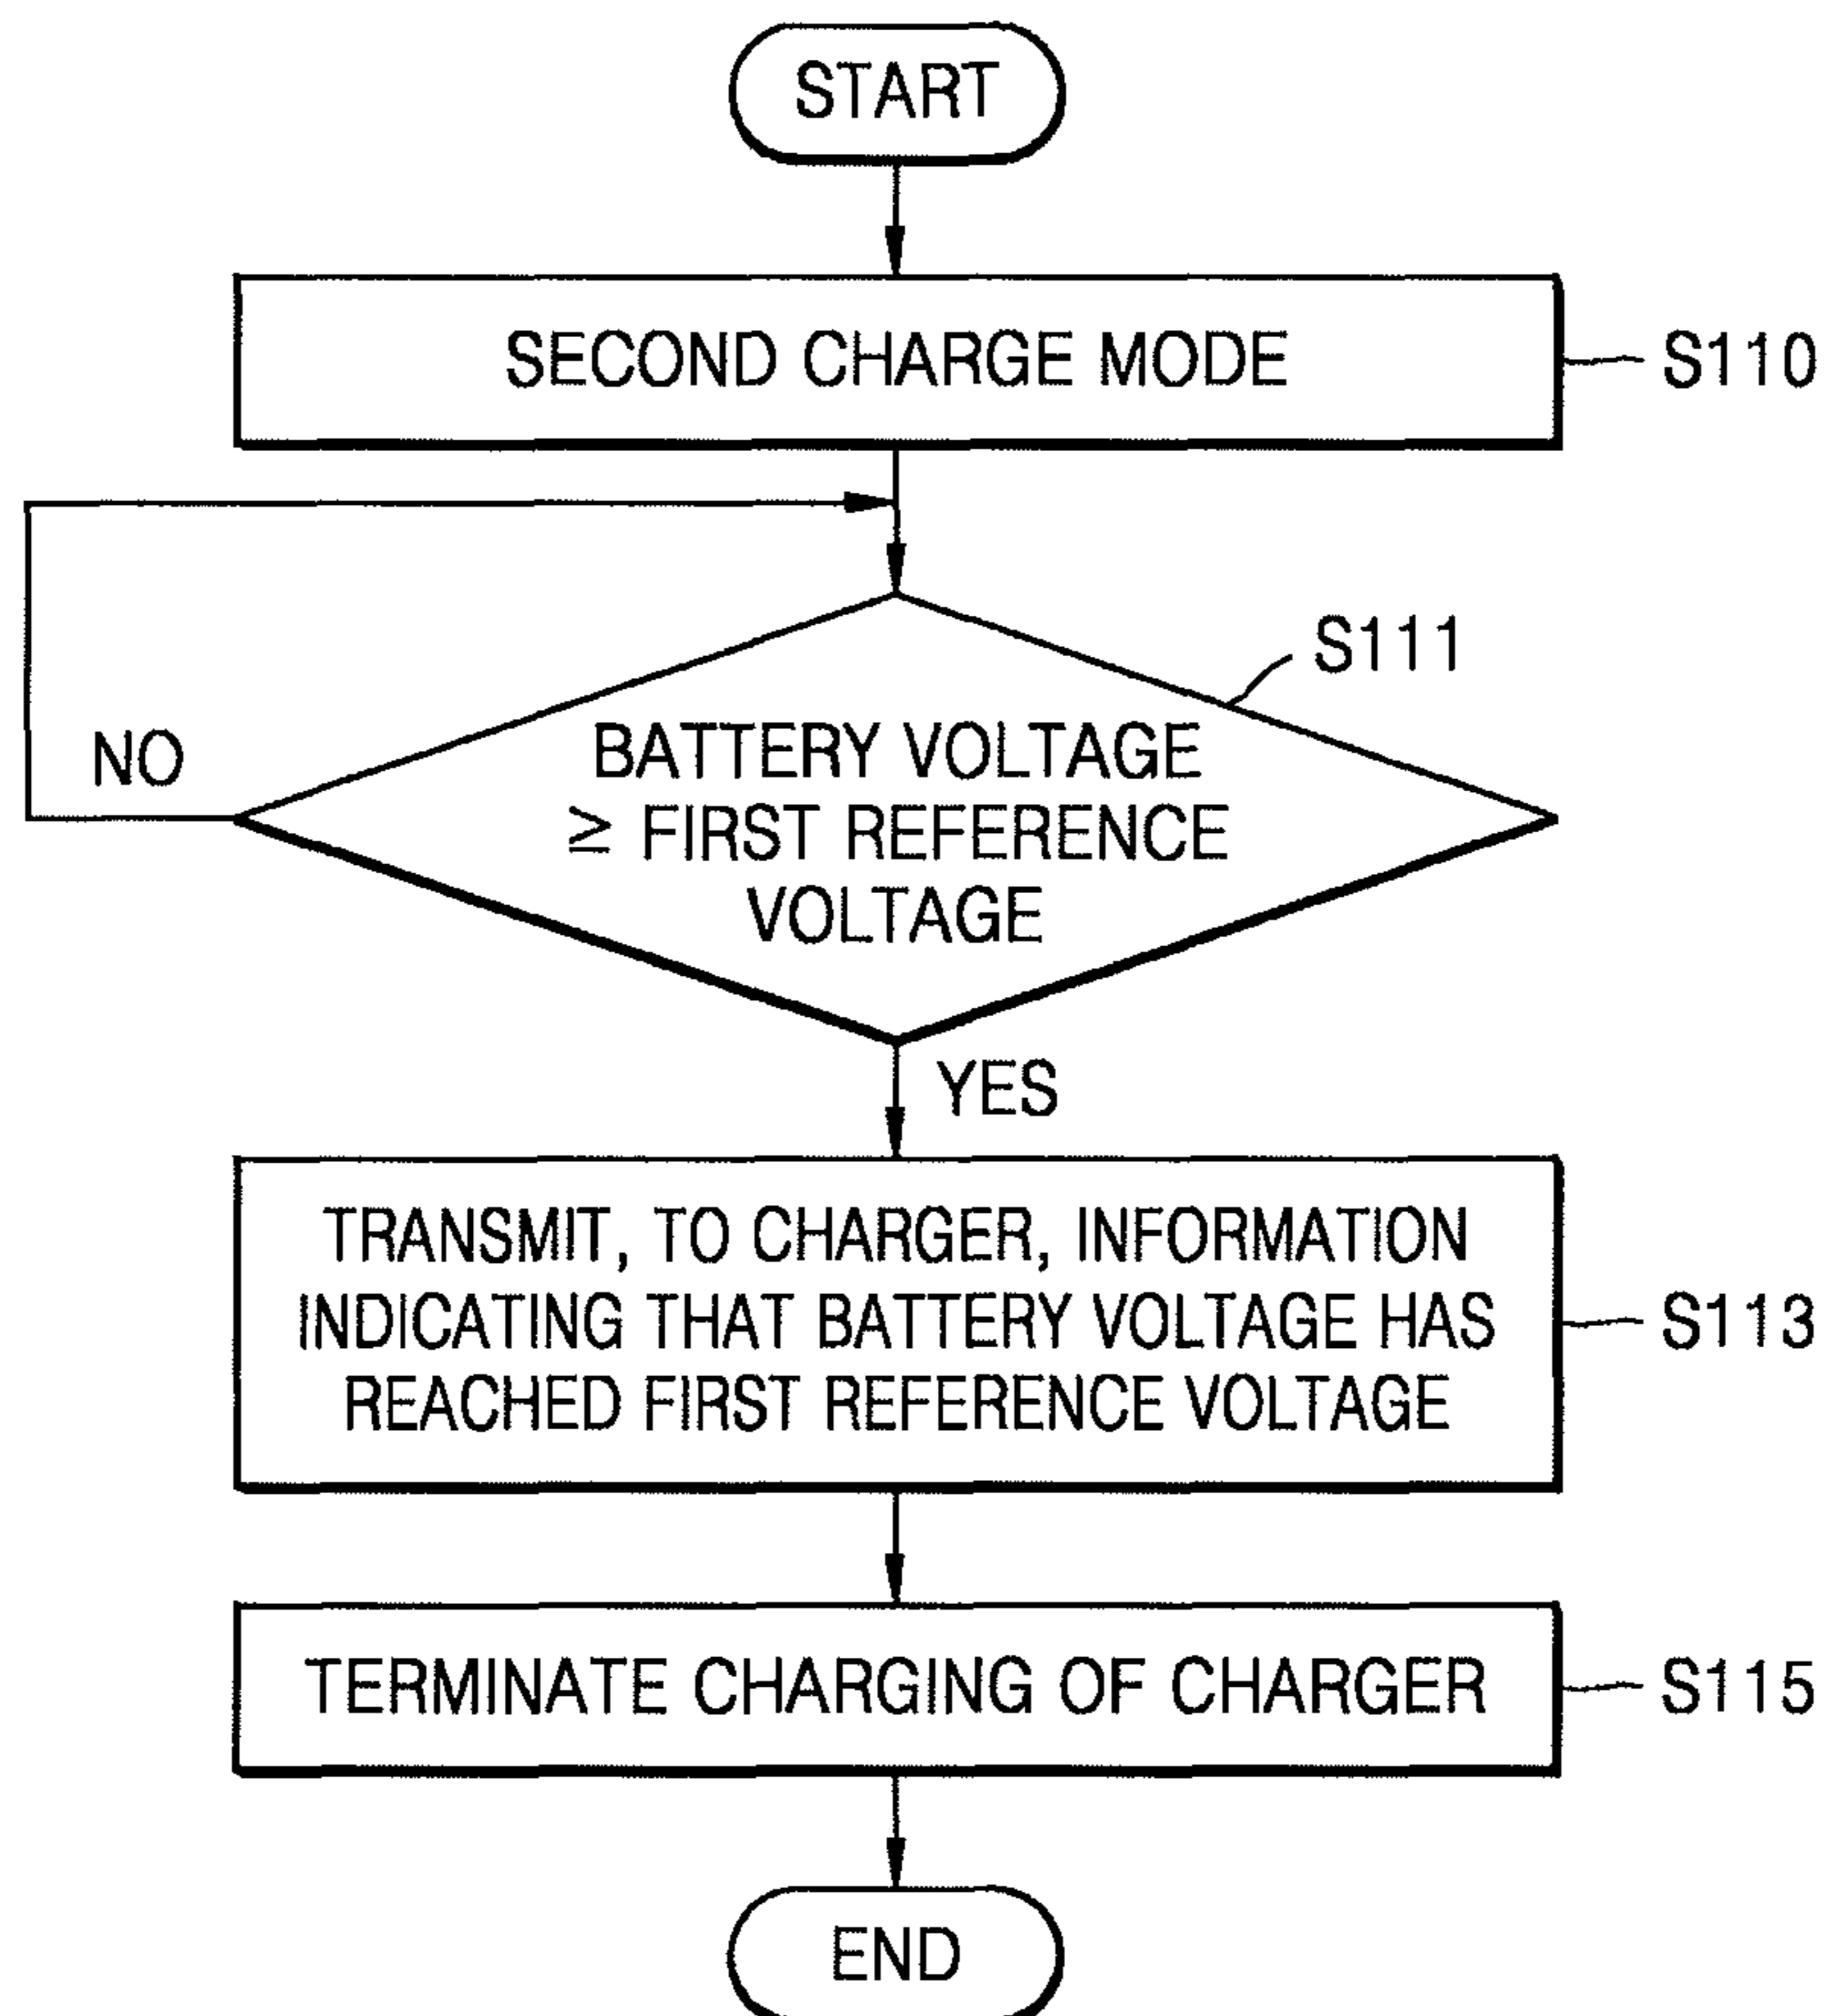 START
SECOND CHARGE MODE
S110
S111
BATTERY VOLTAGE
≥ FIRST REFERENCE
VOLTAGE
NO
YES
TRANSMIT, TO CHARGER, INFORMATION
INDICATING THAT BATTERY VOLTAGE HAS
REACHED FIRST REFERENCE VOLTAGE
S113
TERMINATE CHARGING OF CHARGER
S115
END